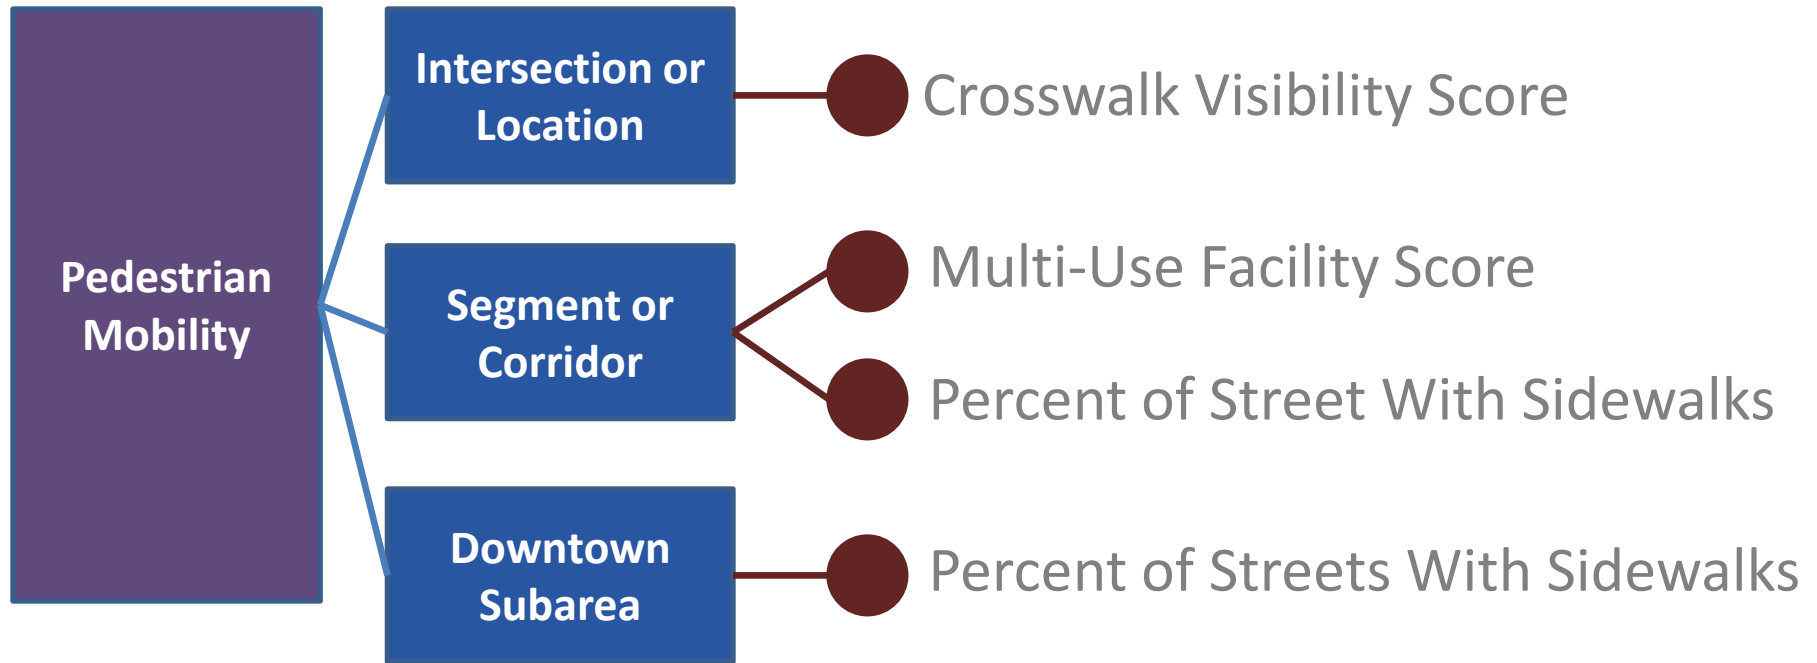 Pedestrian
Mobility
Intersection or
Location
Crosswalk Visibility Score
Segment or
Corridor
Multi-Use Facility Score
Percent of Street With Sidewalks
Downtown
Subarea
Percent of Streets With Sidewalks